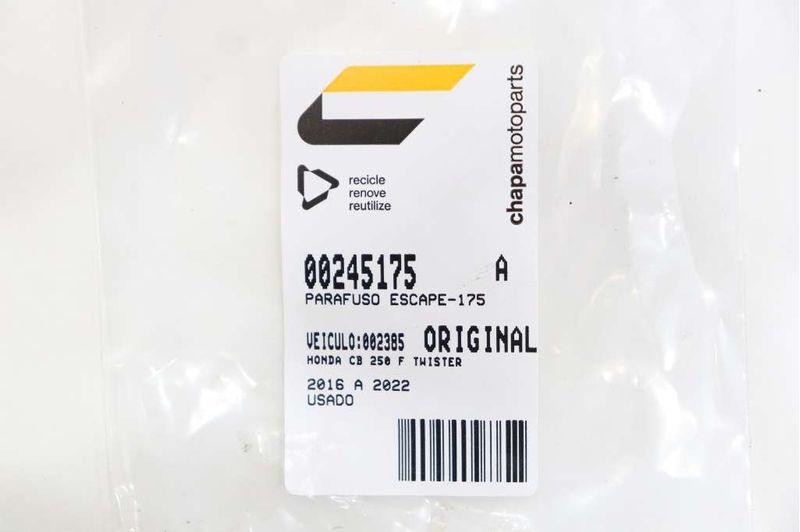 chapamotoparts
recicle
renove
reutilize
00245175 A
PARAFUSO ESCAPE-175
VEICULO:002385 ORIGINAL
HONDA CB 250 F TWISTER
2016 A 2022
USADO